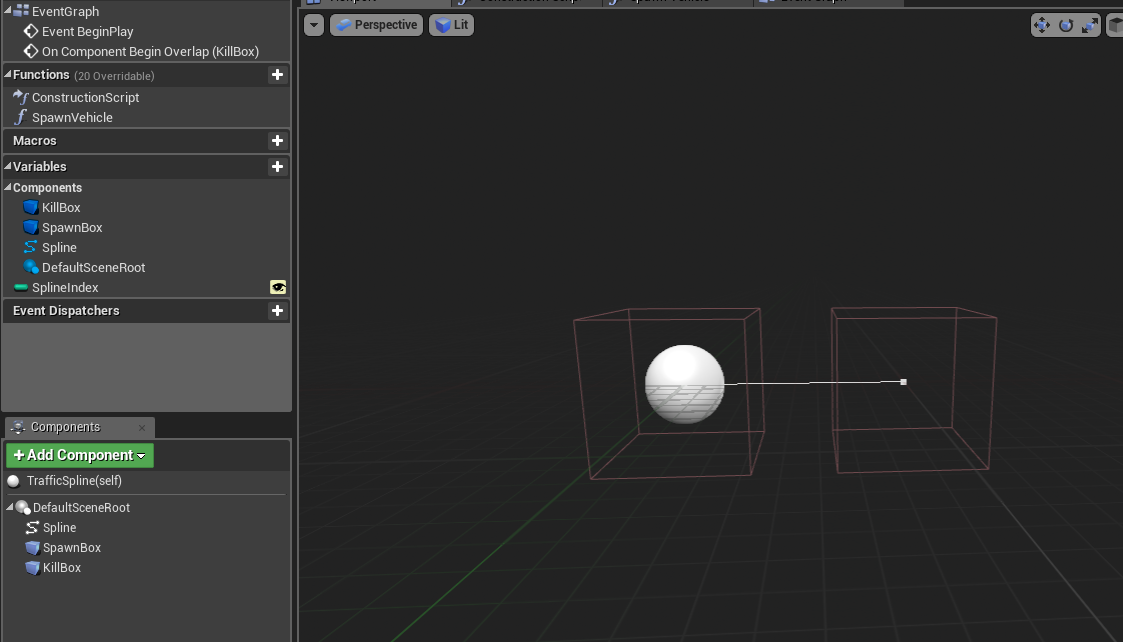 EventGraph
Event BeginPlay
On Component Begin Overlap (KillBox)
Functions (20 Overridable)
ConstructionScript
SpawnVehicle
Macros
Variables
Components
KillBox
SpawnBox
Spline
DefaultSceneRoot
SplineIndex
Event Dispatchers
Components
Add Component
TrafficSpline(self)
DefaultSceneRoot
Spline
SpawnBox
KillBox
Perspective
Lit